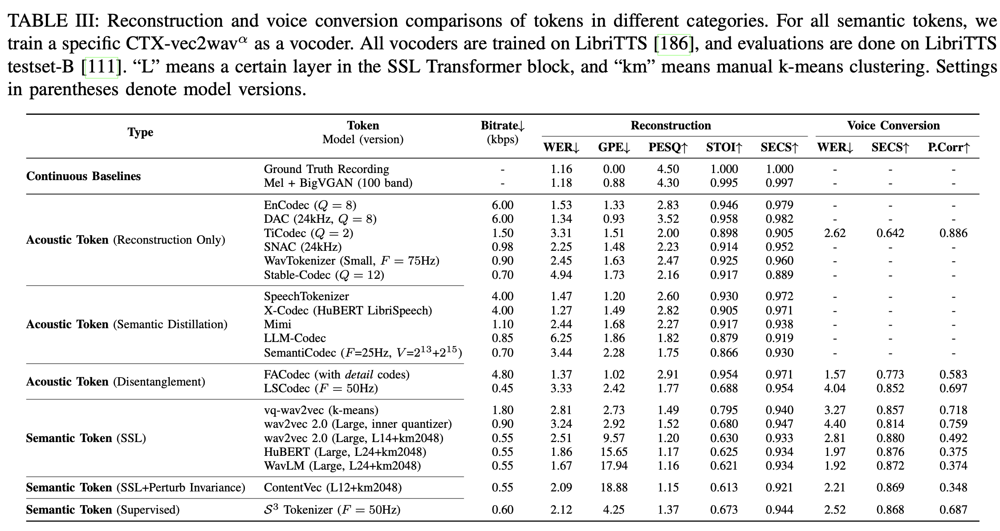 TABLE III: Reconstruction and voice conversion comparisons of tokens in different categories. For all semantic tokens, we
train a specific CTX-vec2wavᵅ as a vocoder. All vocoders are trained on LibriTTS [186], and evaluations are done on LibriTTS
testset-B [111]. “L” means a certain layer in the SSL Transformer block, and “km” means manual k-means clustering. Settings
in parentheses denote model versions.
Type Token Bitrate↓ Reconstruction Voice Conversion
Model (version) (kbps) WER↓ GPE↓ PESQ↑ STOI↑ SECS↑ WER↓ SECS↑ P.Corr↑
Continuous Baselines
Ground Truth Recording - 1.16 0.00 4.50 1.000 1.000 - - -
Mel + BigVGAN (100 band) - 1.18 0.88 4.30 0.995 0.997 - - -
Acoustic Token (Reconstruction Only)
EnCodec (Q = 8) 6.00 1.53 1.33 2.83 0.946 0.979 - - -
DAC (24kHz, Q = 8) 6.00 1.34 0.93 3.52 0.958 0.982 - - -
TiCodec (Q = 2) 1.50 3.31 1.51 2.00 0.898 0.905 2.62 0.642 0.886
SNAC (24kHz) 0.98 2.25 1.48 2.23 0.914 0.952 - - -
WavTokenizer (Small, F = 75Hz) 0.90 2.45 1.63 2.47 0.925 0.960 - - -
Stable-Codec (Q = 12) 0.70 4.94 1.73 2.16 0.917 0.889 - - -
Acoustic Token (Semantic Distillation)
SpeechTokenizer 4.00 1.47 1.20 2.60 0.930 0.972 - - -
X-Codec (HuBERT LibriSpeech) 4.00 1.27 1.49 2.82 0.905 0.971 - - -
Mimi 1.10 2.44 1.68 2.27 0.917 0.938 - - -
LLM-Codec 0.85 6.25 1.86 1.82 0.879 0.919 - - -
SemantiCodec (F=25Hz, V=2¹³+2¹⁵) 0.70 3.44 2.28 1.75 0.866 0.930 - - -
Acoustic Token (Disentanglement)
FACodec (with detail codes) 4.80 1.37 1.02 2.91 0.954 0.971 1.57 0.773 0.583
LSCodec (F = 50Hz) 0.45 3.33 2.42 1.77 0.688 0.954 4.04 0.852 0.697
Semantic Token (SSL)
vq-wav2vec (k-means) 1.80 2.81 2.73 1.49 0.795 0.940 3.27 0.857 0.718
wav2vec 2.0 (Large, inner quantizer) 0.90 3.24 2.92 1.52 0.680 0.947 4.40 0.814 0.759
wav2vec 2.0 (Large, L14+km2048) 0.55 2.51 9.57 1.20 0.630 0.933 2.81 0.880 0.492
HuBERT (Large, L24+km2048) 0.55 1.86 15.65 1.17 0.625 0.934 1.97 0.876 0.375
WavLM (Large, L24+km2048) 0.55 1.67 17.94 1.16 0.621 0.934 1.92 0.872 0.374
Semantic Token (SSL+Perturb Invariance) ContentVec (L12+km2048) 0.55 2.09 18.88 1.15 0.613 0.921 2.21 0.869 0.348
Semantic Token (Supervised) S³ Tokenizer (F = 50Hz) 0.60 2.12 4.25 1.37 0.673 0.944 2.52 0.868 0.687